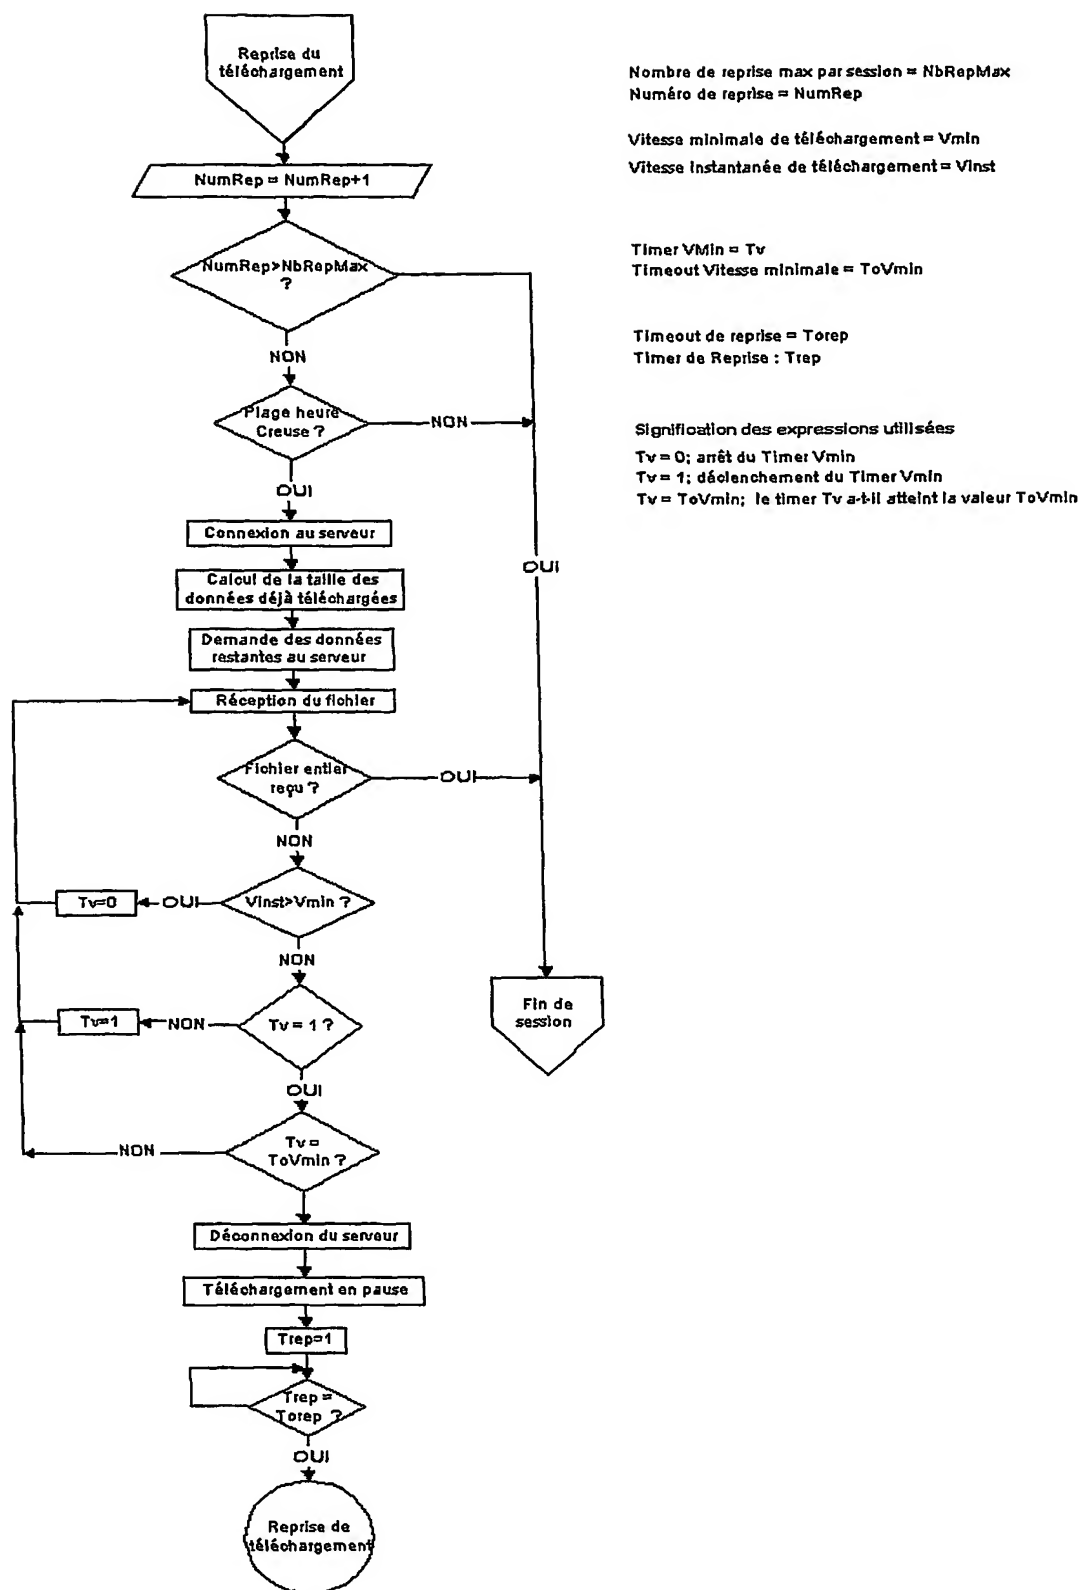 Reprise du
téléchargement
NumRep = NumRep+1
NumRep>NbRepMax
?
NON
Plage heure
Creuse ?
NON
OUI
OUI
Connexion au serveur
Calcul de la taille des
données déjà téléchargées
Demande des données
restantes au serveur
Réception du fichier
Fichier entier
reçu ?
OUI
NON
Vinst>Vmin ?
OUI
Tv=0
NON
Tv = 1 ?
NON
Tv=1
OUI
Tv =
ToVmin ?
NON
Déconnexion du serveur
Téléchargement en pause
Trep=1
Trep =
Torep ?
OUI
Reprise de
téléchargement
Fin de
session
Nombre de reprise max par session = NbRepMax
Numéro de reprise = NumRep
Vitesse minimale de téléchargement = Vmin
Vitesse instantanée de téléchargement = Vinst
Timer VMin = Tv
Timeout Vitesse minimale = ToVmin
Timeout de reprise = Torep
Timer de Reprise : Trep
Signification des expressions utilisées
Tv = 0; arrêt du Timer Vmin
Tv = 1; déclenchement du Timer Vmin
Tv = ToVmin; le timer Tv a-t-il atteint la valeur ToVmin